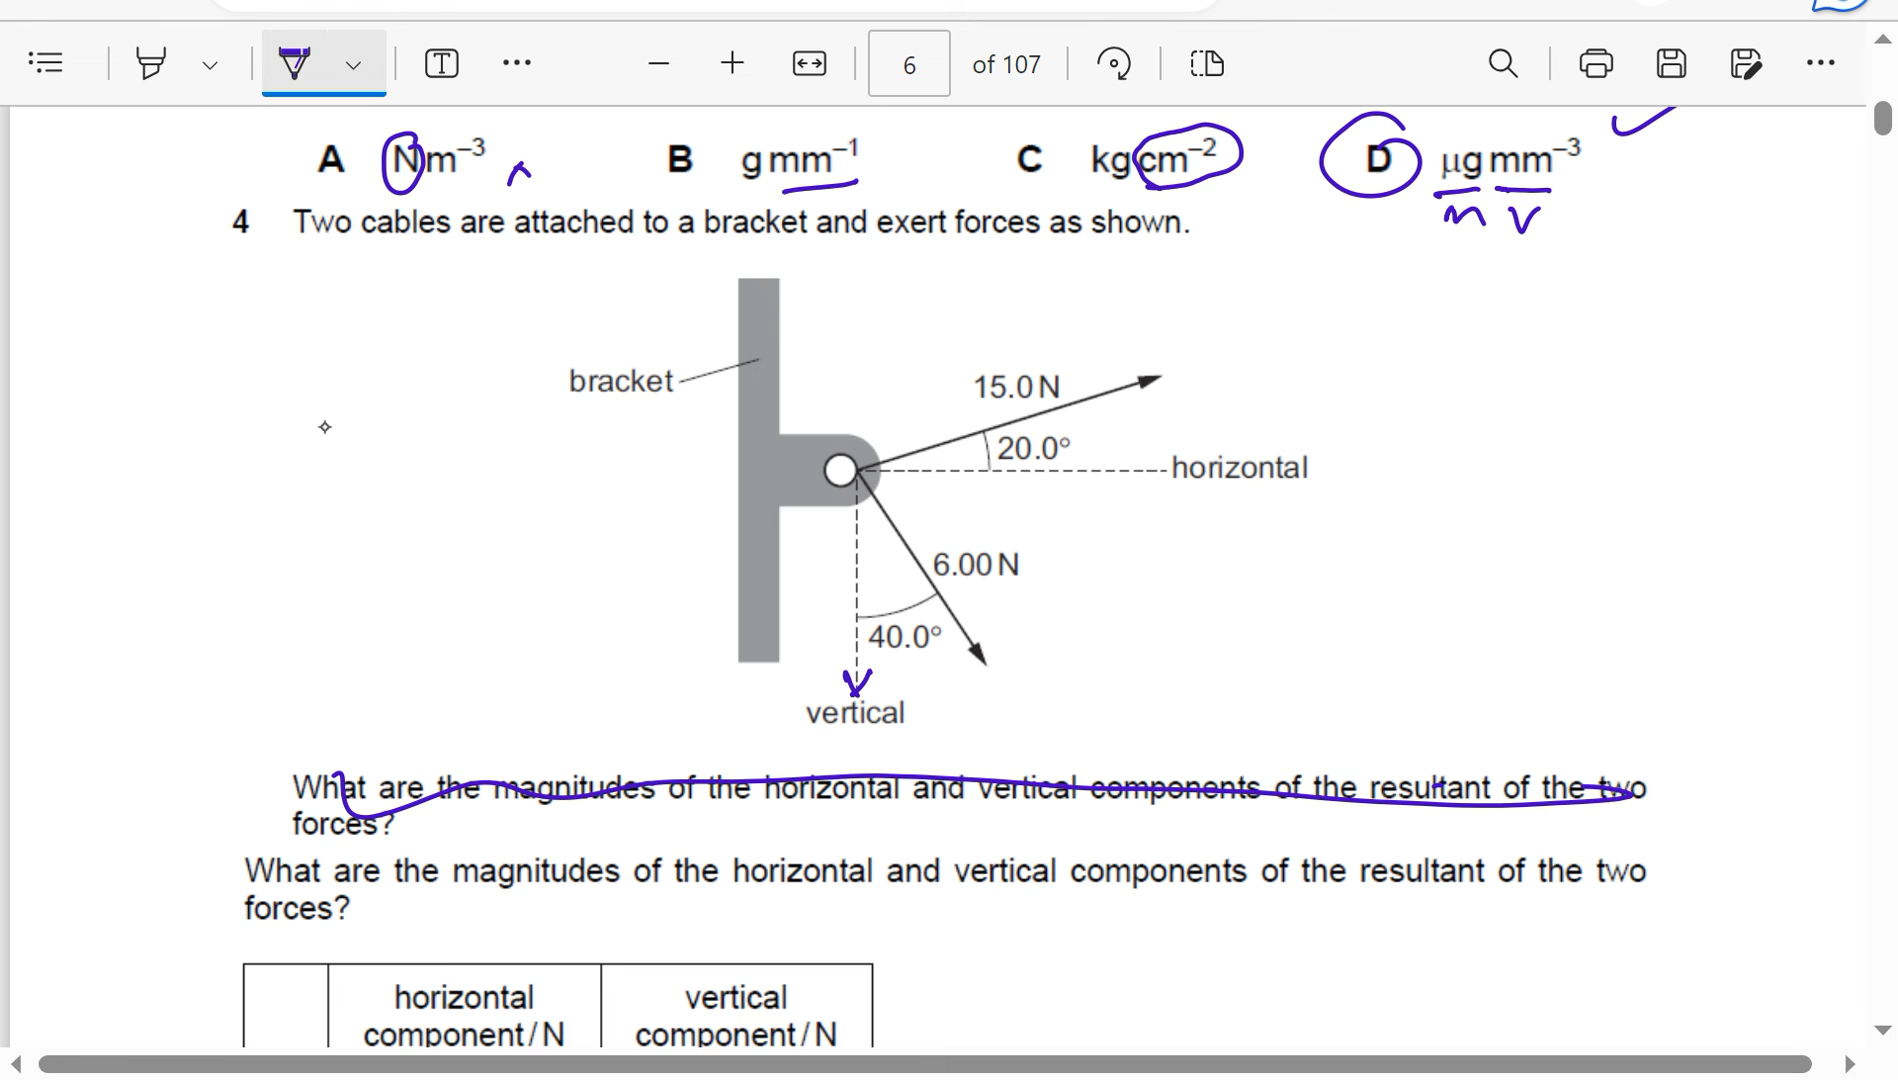 6 of 107
A N m⁻³ B g mm⁻¹ C kg cm⁻² D μg mm⁻³
m v
4 Two cables are attached to a bracket and exert forces as shown.
bracket
15.0 N
20.0°
horizontal
6.00 N
40.0°
vertical
What are the magnitudes of the horizontal and vertical components of the resultant of the two
forces?
What are the magnitudes of the horizontal and vertical components of the resultant of the two
forces?
horizontal vertical
component / N component / N